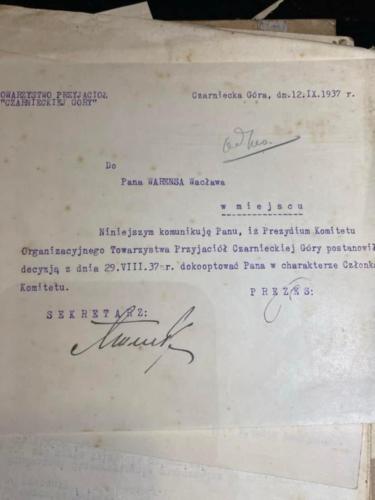 OWARZYSTWO PRZYJACIÓŁ
"CZARNIECKIEJ GÓRY"
Czarniecka Góra, dn.12.IX.1937 r.
Do
Pana WARENSA Wacława
w miejscu
Niniejszym komunikuję Panu, iż Prezydium Komitetu
Organizacyjnego Towarzystwa Przyjaciół Czarnieckiej Góry postanowił
decyzją z dnia 29.VIII.37 r. dokooptować Pana w charakterze Członka
Komitetu.
PREZES:
SEKRETARZ: